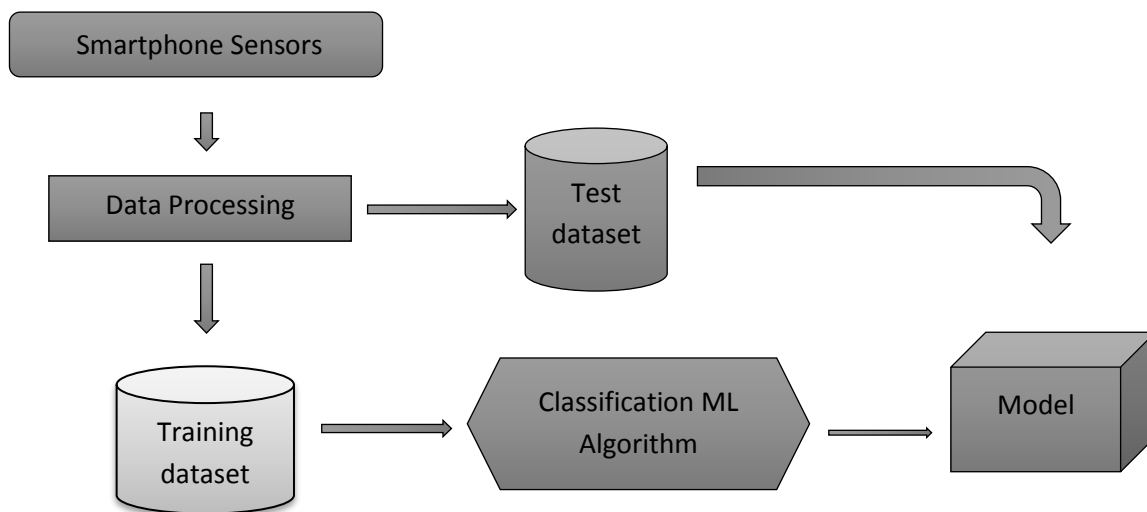 Smartphone Sensors
Data Processing
Test
dataset
Training
dataset
Classification ML
Algorithm
Model